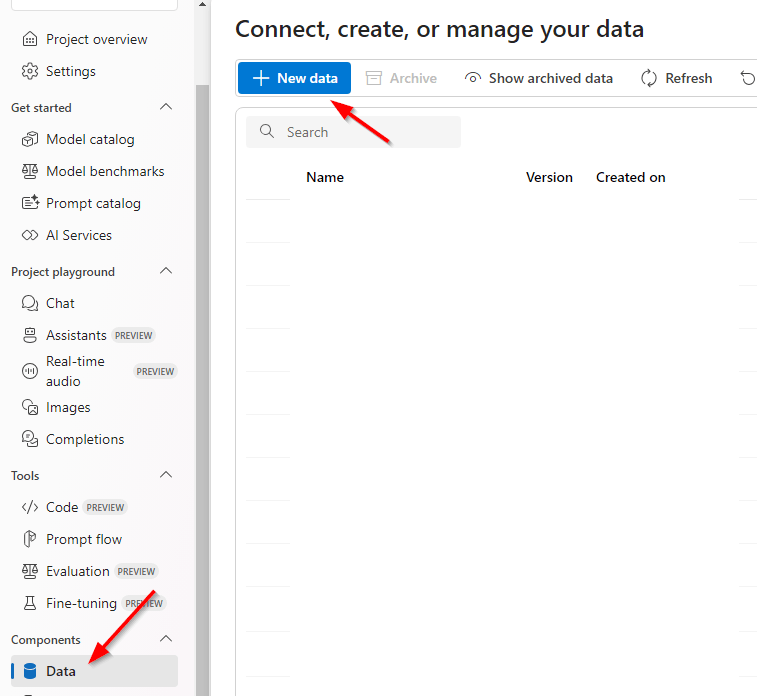 Project overview
Settings
Get started
Model catalog
Model benchmarks
Prompt catalog
AI Services
Project playground
Chat
Assistants PREVIEW
Real-time
audio PREVIEW
Images
Completions
Tools
Code PREVIEW
Prompt flow
Evaluation PREVIEW
Fine-tuning PREVIEW
Components
Data
Connect, create, or manage your data
New data Archive Show archived data Refresh
Search
Name Version Created on